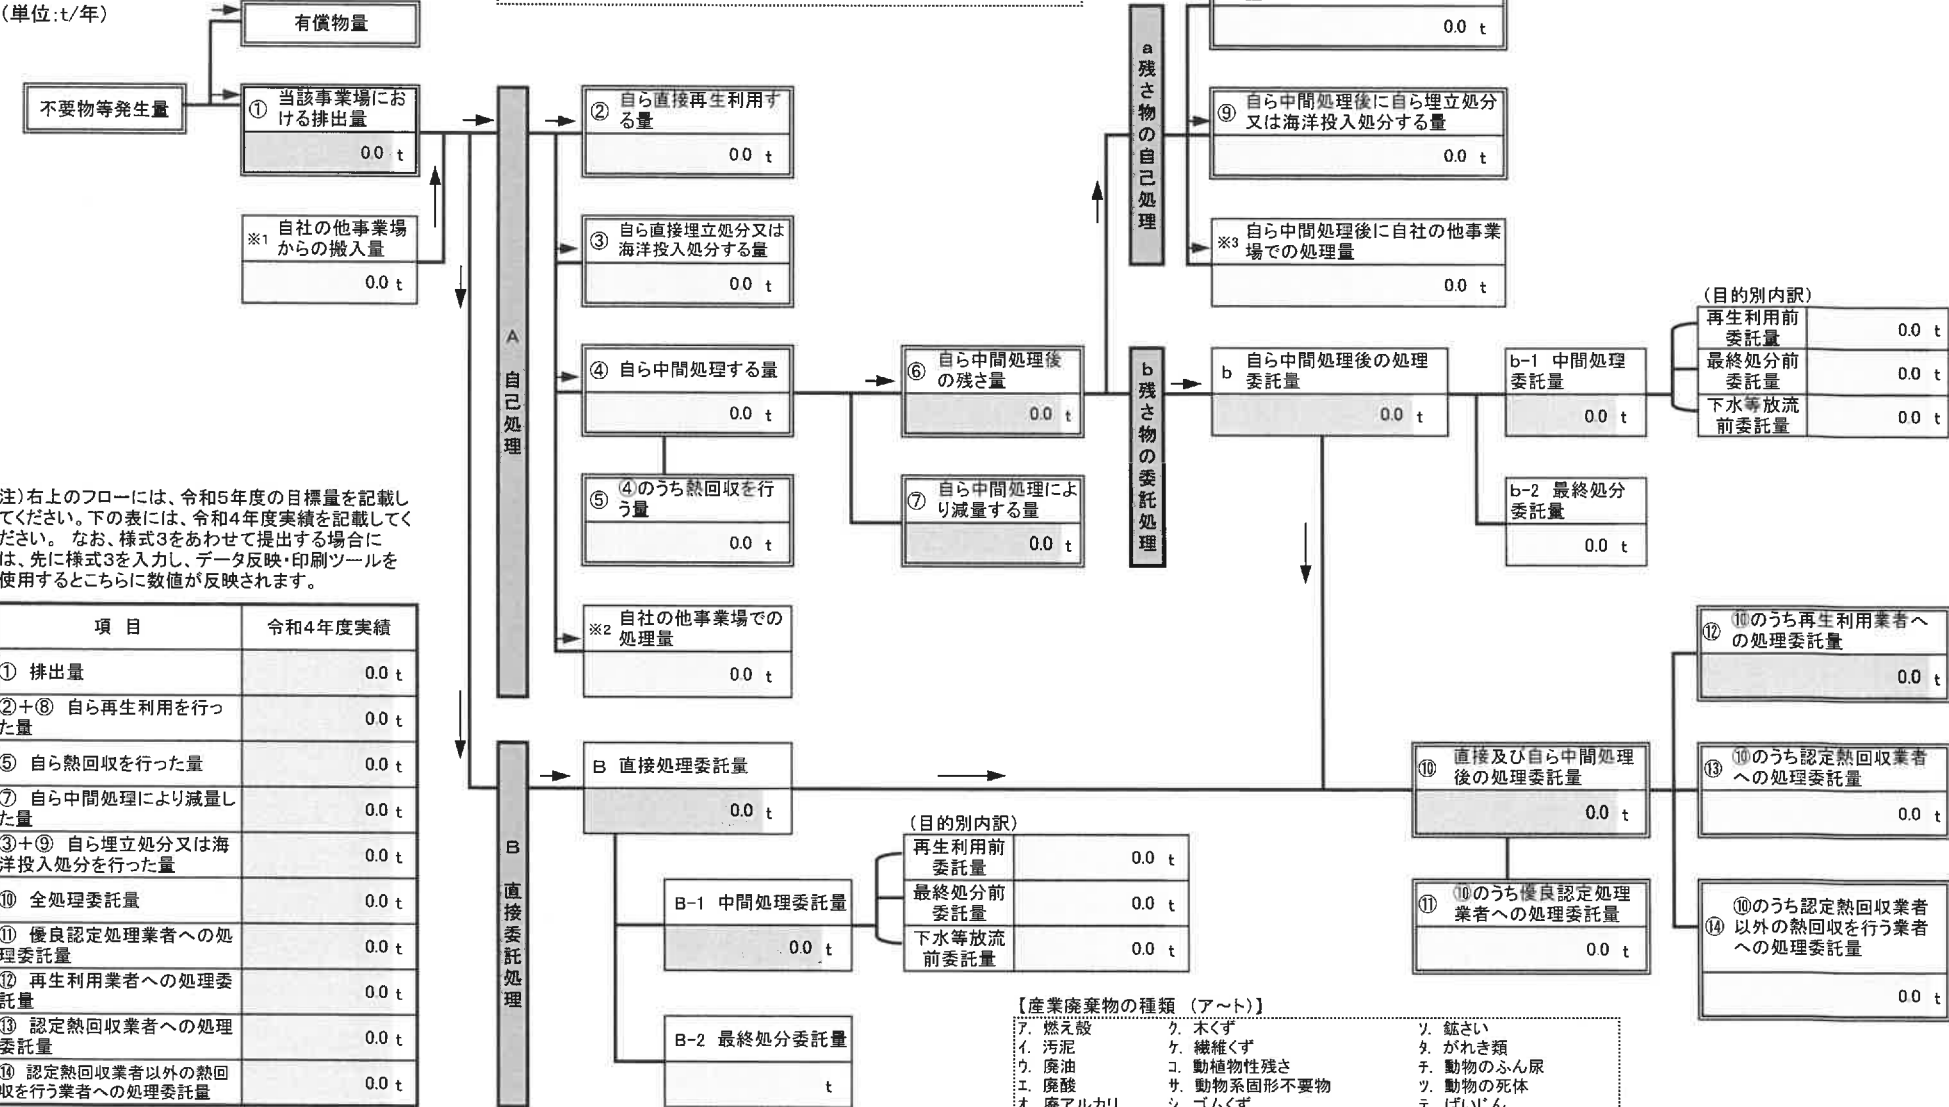 (単位:t/年)
有償物量
不要物等発生量
① 当該事業場にお
ける排出量
0.0 t
※1 自社の他事業場
からの搬入量
0.0 t
A 自己処理
② 自ら直接再生利用す
る量
0.0 t
③ 自ら直接埋立処分又は
海洋投入処分する量
0.0 t
④ 自ら中間処理する量
0.0 t
⑤ ④のうち熱回収を行
う量
0.0 t
※2 自社の他事業場での
処理量
0.0 t
⑥ 自ら中間処理後
の残さ量
0.0 t
⑦ 自ら中間処理によ
り減量する量
0.0 t
a 残さ物の自己処理
0.0 t
⑨ 自ら中間処理後に自ら埋立処分
又は海洋投入処分する量
0.0 t
※3 自ら中間処理後に自社の他事業
場での処理量
0.0 t
b 残さ物の委託処理
b 自ら中間処理後の処理
委託量
0.0 t
b-1 中間処理
委託量
0.0 t
(目的別内訳)
再生利用前
委託量
0.0 t
最終処分前
委託量
0.0 t
下水等放流
前委託量
0.0 t
b-2 最終処分
委託量
0.0 t
注)右上のフローには、令和5年度の目標量を記載し
てください。下の表には、令和4年度実績を記載してく
ださい。 なお、様式3をあわせて提出する場合に
は、先に様式3を入力し、データ反映・印刷ツールを
使用するとこちらに数値が反映されます。
項 目 令和4年度実績
① 排出量 0.0 t
②+⑧ 自ら再生利用を行っ
た量 0.0 t
⑤ 自ら熱回収を行った量 0.0 t
⑦ 自ら中間処理により減量し
た量 0.0 t
③+⑨ 自ら埋立処分又は海
洋投入処分を行った量 0.0 t
⑩ 全処理委託量 0.0 t
⑪ 優良認定処理業者への処
理委託量 0.0 t
⑫ 再生利用業者への処理委
託量 0.0 t
⑬ 認定熱回収業者への処理
委託量 0.0 t
⑭ 認定熱回収業者以外の熱回
収を行う業者への処理委託量 0.0 t
B 直接委託処理
B 直接処理委託量
0.0 t
B-1 中間処理委託量
0.0 t
(目的別内訳)
再生利用前
委託量
0.0 t
最終処分前
委託量
0.0 t
下水等放流
前委託量
0.0 t
B-2 最終処分委託量
t
⑩ 直接及び自ら中間処理
後の処理委託量
0.0 t
⑪ ⑩のうち優良認定処理
業者への処理委託量
0.0 t
⑫ ⑩のうち再生利用業者へ
の処理委託量
0.0 t
⑬ ⑩のうち認定熱回収業者
への処理委託量
0.0 t
⑭ ⑩のうち認定熱回収業者
以外の熱回収を行う業者
への処理委託量
0.0 t
【産業廃棄物の種類 (ア~ト)】
ア. 燃え殻 ク. 木くず ソ. 鉱さい
イ. 汚泥 ケ. 繊維くず タ. がれき類
ウ. 廃油 コ. 動植物性残さ チ. 動物のふん尿
エ. 廃酸 サ. 動物系固形不要物 ツ. 動物の死体
オ. 廃アルカリ シ. ゴムくず テ. ばいじん